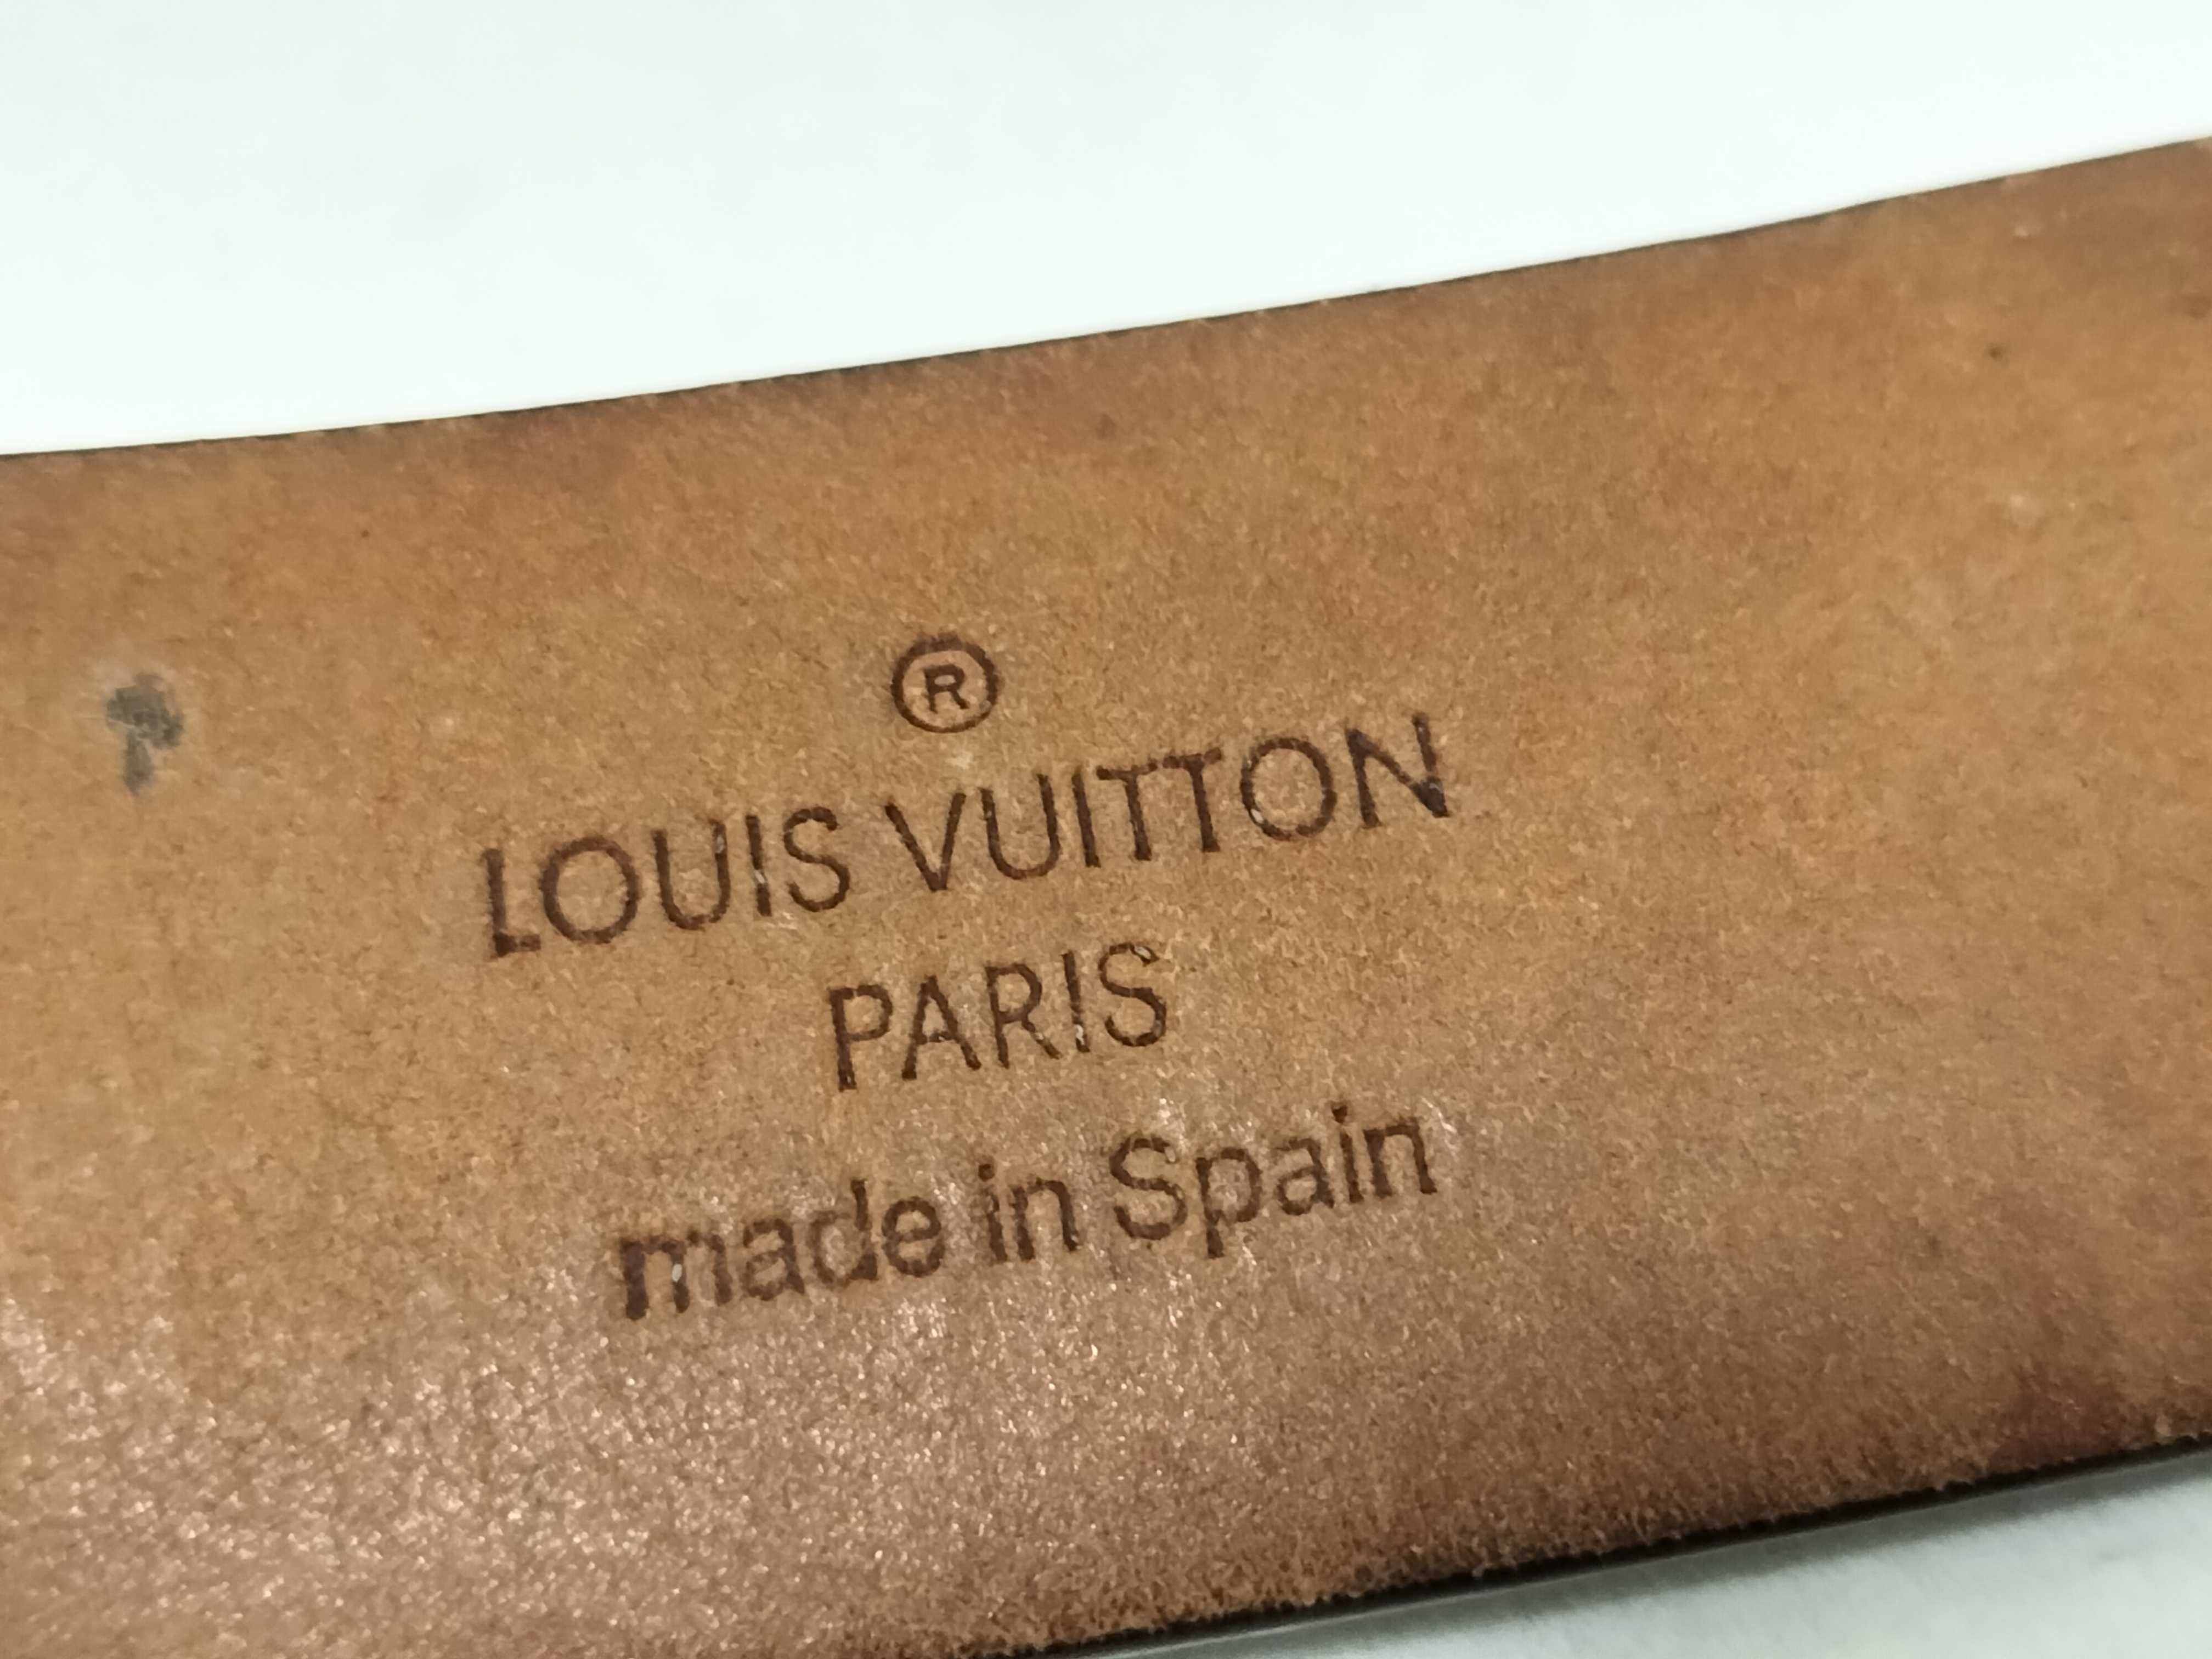 ®
LOUIS VUITTON
PARIS
made in Spain